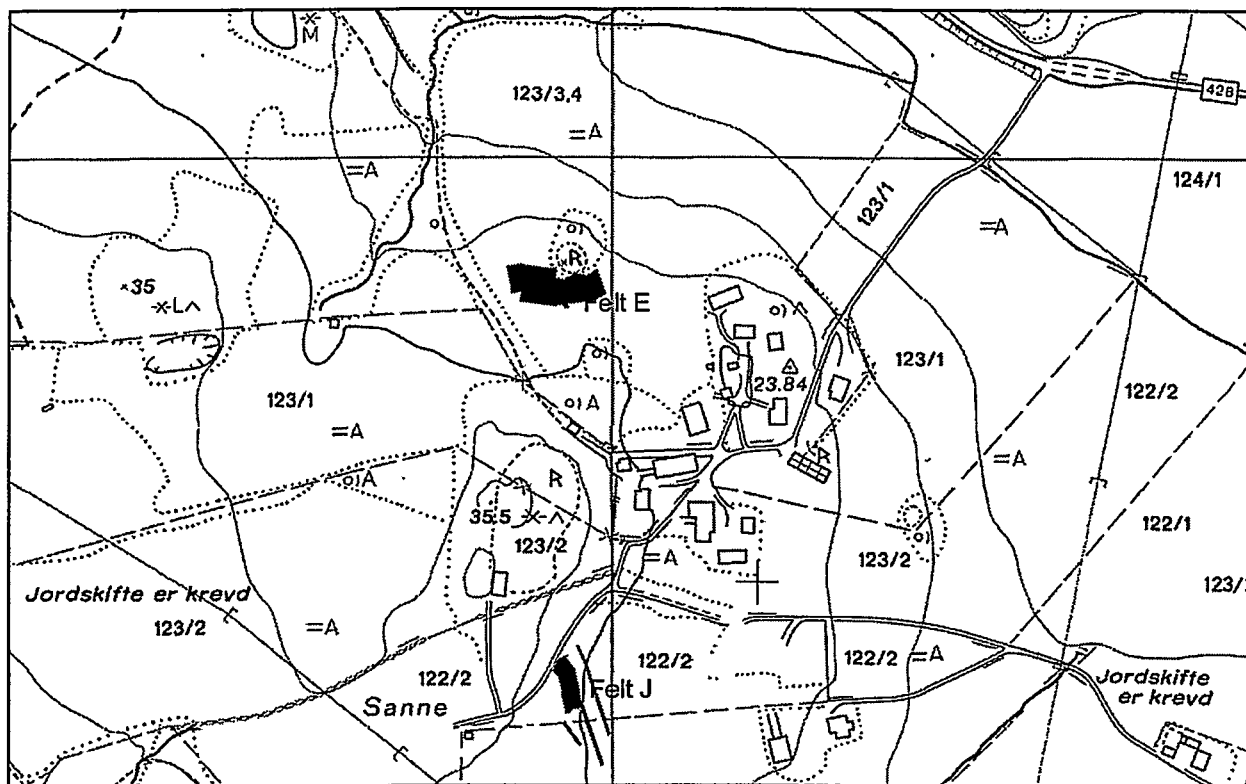 M
123/3,4
=A
428
=A
123/1
124/1
=A
R
35
L
Felt E
123/1
23.84
122/2
123/1
A
=A
R
=A
A
35.5
123/2
122/1
=A
123/2
123/
Jordskifte er krevd
123/2
=A
122/2
122/2
122/2
=A
Sanne
Felt J
Jordskifte
er krevd